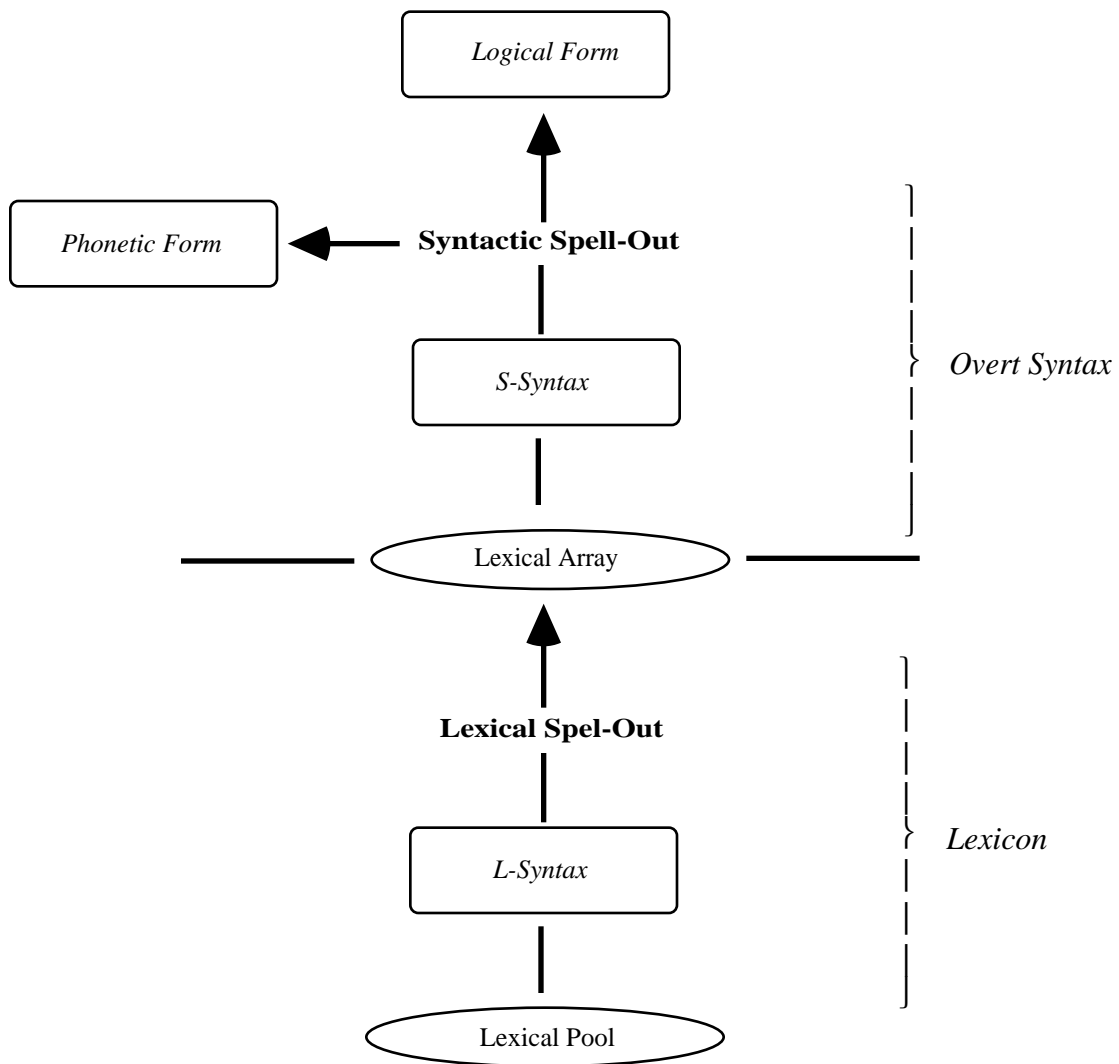 Logical Form
Phonetic Form
Syntactic Spell-Out
S-Syntax
Overt Syntax
Lexical Array
Lexical Spel-Out
L-Syntax
Lexicon
Lexical Pool